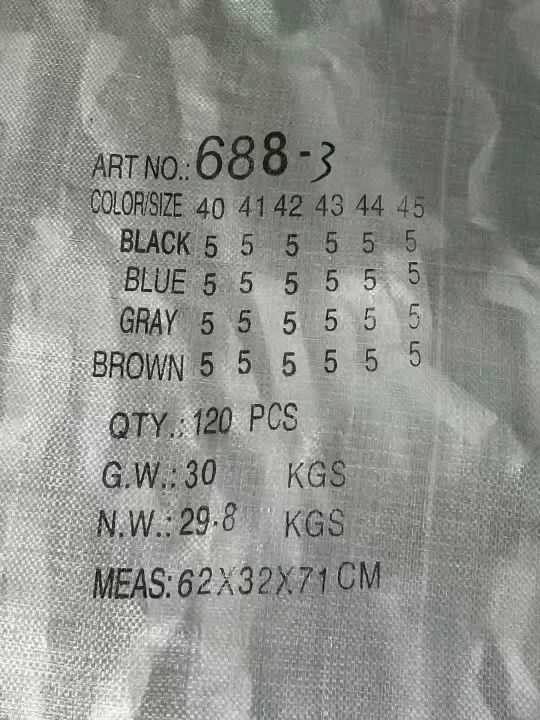 ART NO.: 688-3
COLOR/SIZE 40 41 42 43 44 45
BLACK 5 5 5 5 5 5
BLUE 5 5 5 5 5 5
GRAY 5 5 5 5 5 5
BROWN 5 5 5 5 5 5
QTY.: 120 PCS
G.W.: 30 KGS
N.W.: 29.8 KGS
MEAS: 62X32X71 CM